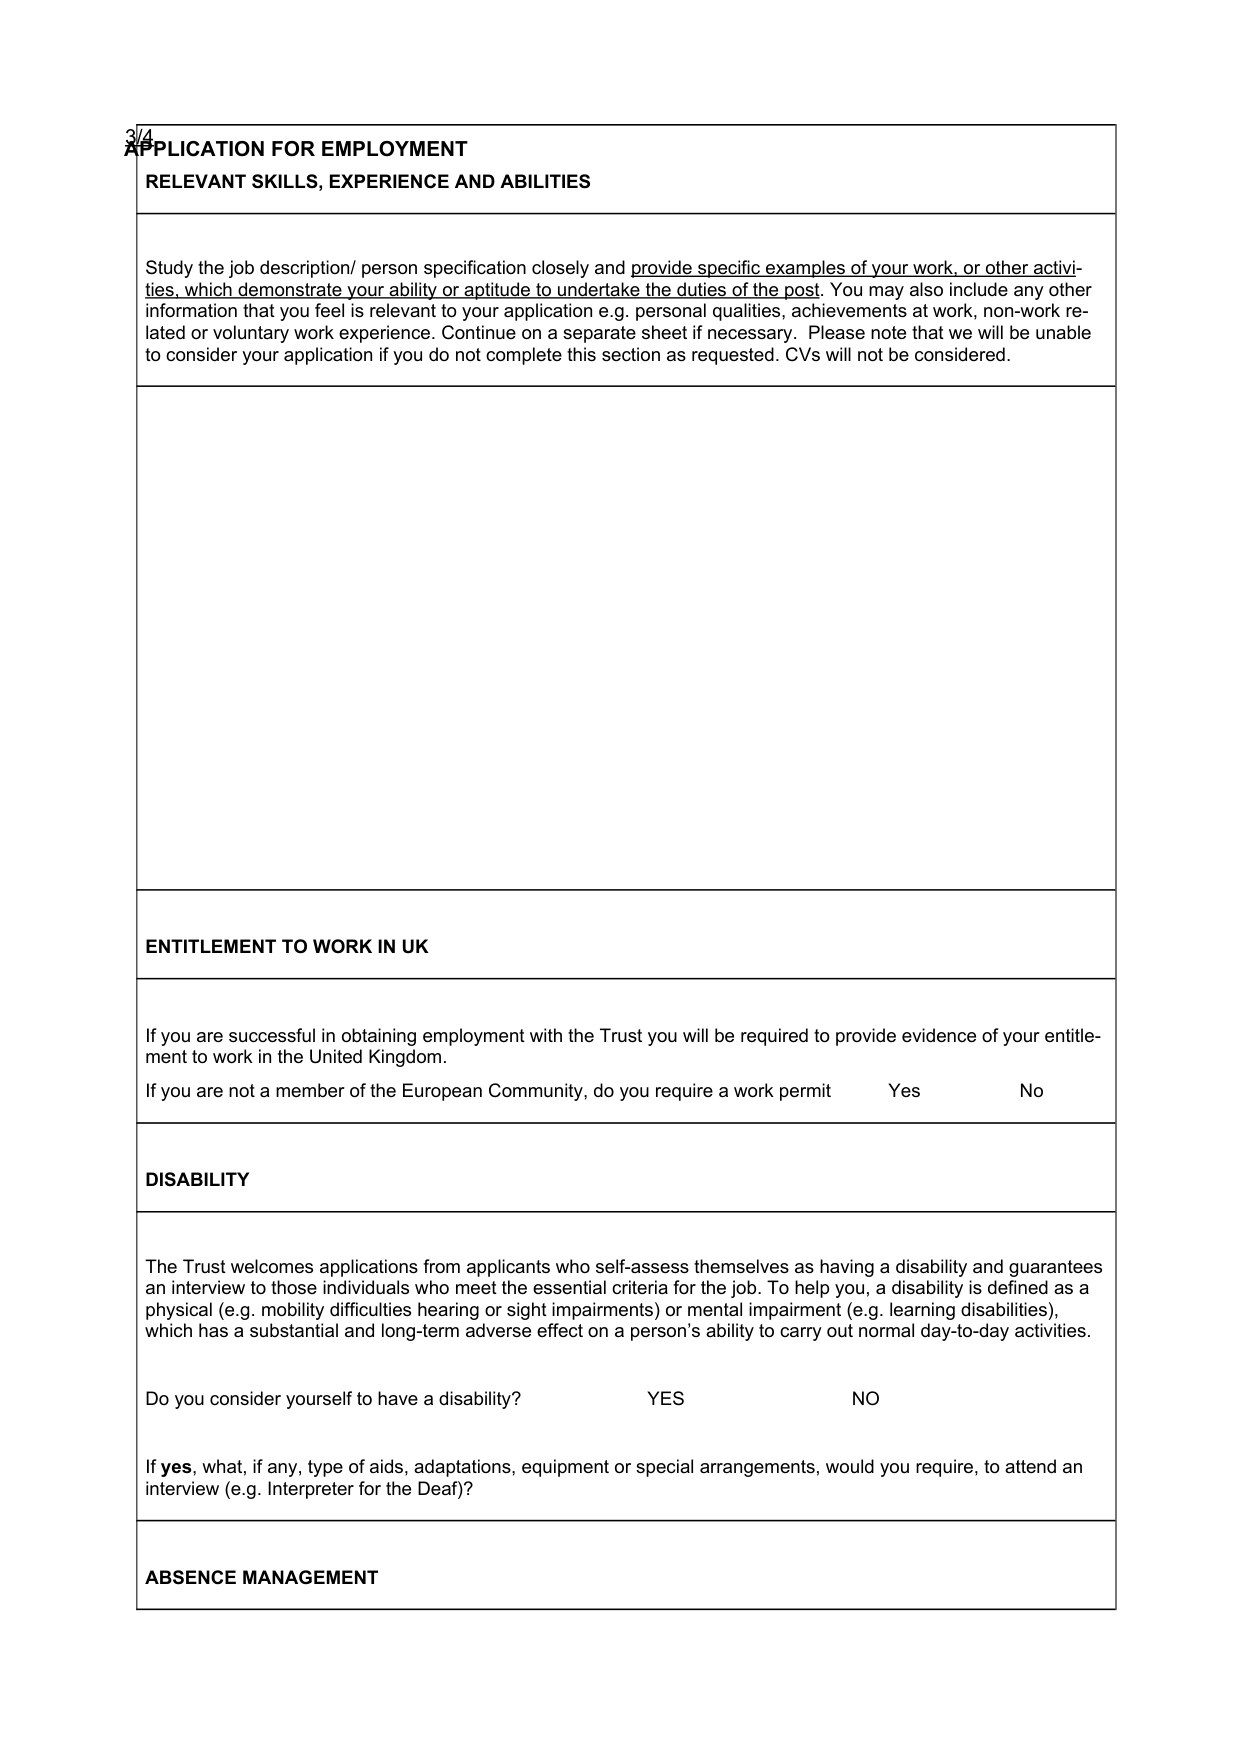 3/4
APPLICATION FOR EMPLOYMENT
RELEVANT SKILLS, EXPERIENCE AND ABILITIES
Study the job description/ person specification closely and provide specific examples of your work, or other activi-
ties, which demonstrate your ability or aptitude to undertake the duties of the post. You may also include any other
information that you feel is relevant to your application e.g. personal qualities, achievements at work, non-work re-
lated or voluntary work experience. Continue on a separate sheet if necessary.  Please note that we will be unable
to consider your application if you do not complete this section as requested. CVs will not be considered.
ENTITLEMENT TO WORK IN UK
If you are successful in obtaining employment with the Trust you will be required to provide evidence of your entitle-
ment to work in the United Kingdom.
If you are not a member of the European Community, do you require a work permit Yes No
DISABILITY
The Trust welcomes applications from applicants who self-assess themselves as having a disability and guarantees
an interview to those individuals who meet the essential criteria for the job. To help you, a disability is defined as a
physical (e.g. mobility difficulties hearing or sight impairments) or mental impairment (e.g. learning disabilities),
which has a substantial and long-term adverse effect on a person’s ability to carry out normal day-to-day activities.
Do you consider yourself to have a disability? YES NO
If yes, what, if any, type of aids, adaptations, equipment or special arrangements, would you require, to attend an
interview (e.g. Interpreter for the Deaf)?
ABSENCE MANAGEMENT